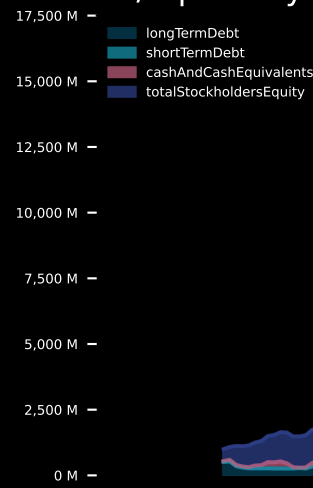 17,500 M
longTermDebt
shortTermDebt
15,000 M
cashAndCashEquivalents
totalStockholdersEquity
12,500 M
10,000 M
7,500 M
5,000 M
2,500 M
0 M